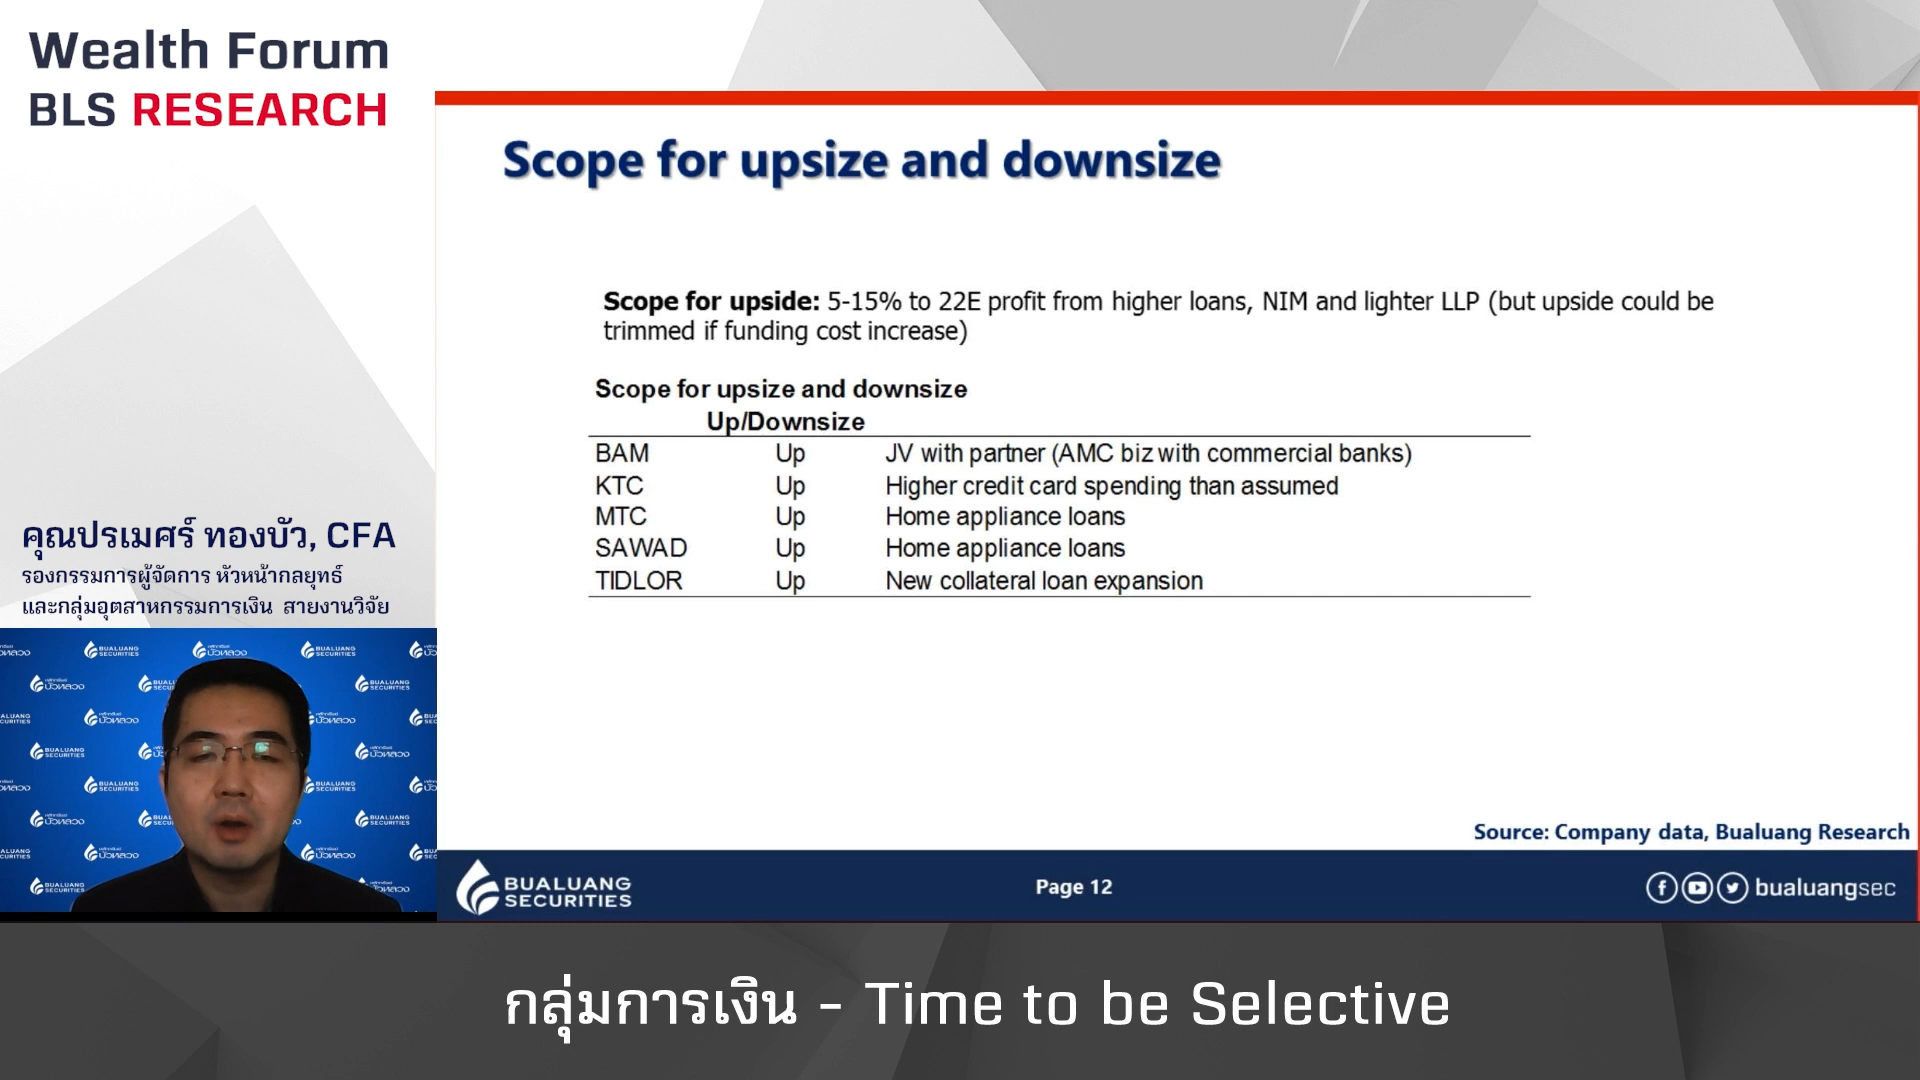 Wealth Forum
BLS RESEARCH
Scope for upsize and downsize
Scope for upside: 5-15% to 22E profit from higher loans, NIM and lighter LLP (but upside could be
trimmed if funding cost increase)
Scope for upsize and downsize
Up/Downsize
BAM Up JV with partner (AMC biz with commercial banks)
KTC Up Higher credit card spending than assumed
MTC Up Home appliance loans
SAWAD Up Home appliance loans
TIDLOR Up New collateral loan expansion
Source: Company data, Bualuang Research
คุณปรเมศร์ ทองบัว, CFA
รองกรรมการผู้จัดการ หัวหน้ากลยุทธ์
และกลุ่มอุตสาหกรรมการเงิน สายงานวิจัย
BUALUANG
SECURITIES
บัวหลวง
BUALUANG
SECURITIES
Page 12
bualuangsec
กลุ่มการเงิน - Time to be Selective